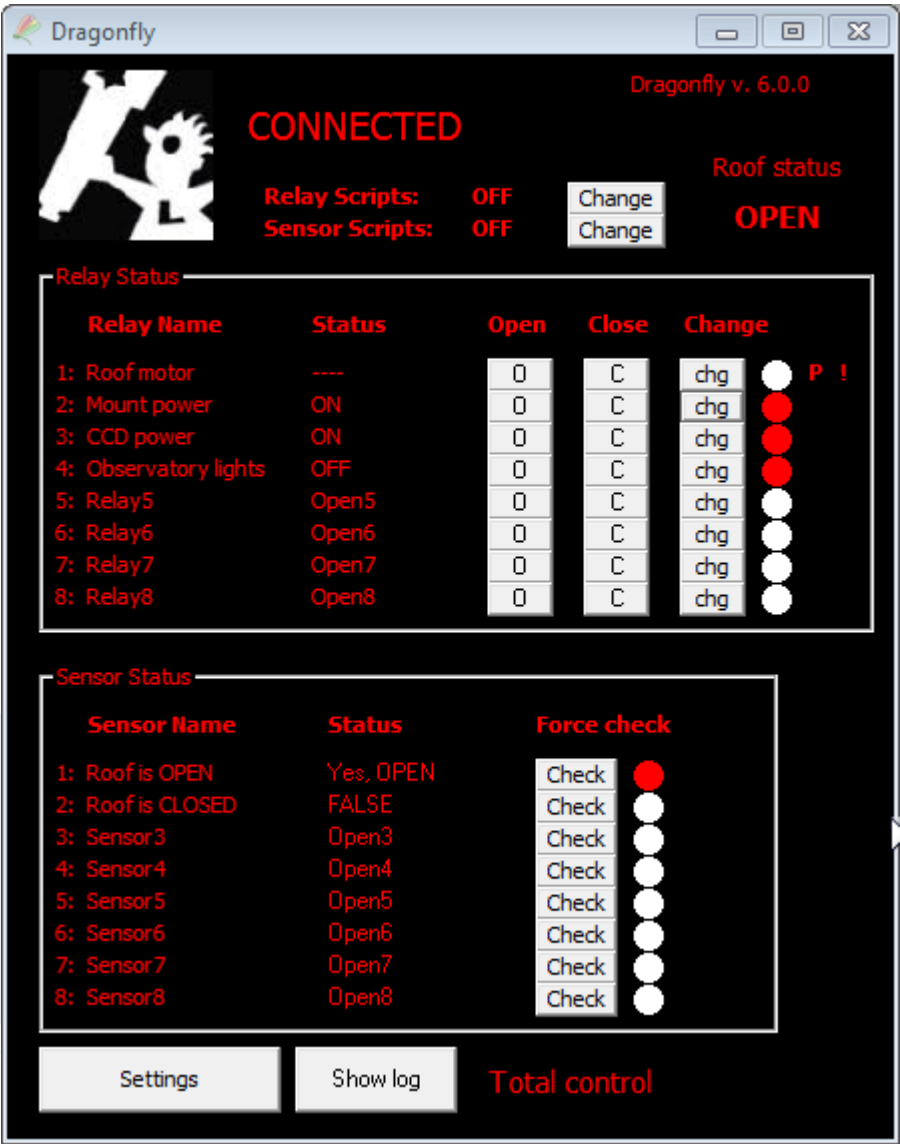 Dragonfly
Dragonfly v. 6.0.0
CONNECTED
Roof status
OPEN
Relay Scripts: OFF Change
Sensor Scripts: OFF Change
L
Relay Status
Relay Name Status Open Close Change
1: Roof motor ---- O C chg P !
2: Mount power ON O C chg
3: CCD power ON O C chg
4: Observatory lights OFF O C chg
5: Relay5 Open5 O C chg
6: Relay6 Open6 O C chg
7: Relay7 Open7 O C chg
8: Relay8 Open8 O C chg
Sensor Status
Sensor Name Status Force check
1: Roof is OPEN Yes, OPEN Check
2: Roof is CLOSED FALSE Check
3: Sensor3 Open3 Check
4: Sensor4 Open4 Check
5: Sensor5 Open5 Check
6: Sensor6 Open6 Check
7: Sensor7 Open7 Check
8: Sensor8 Open8 Check
Settings Show log Total control